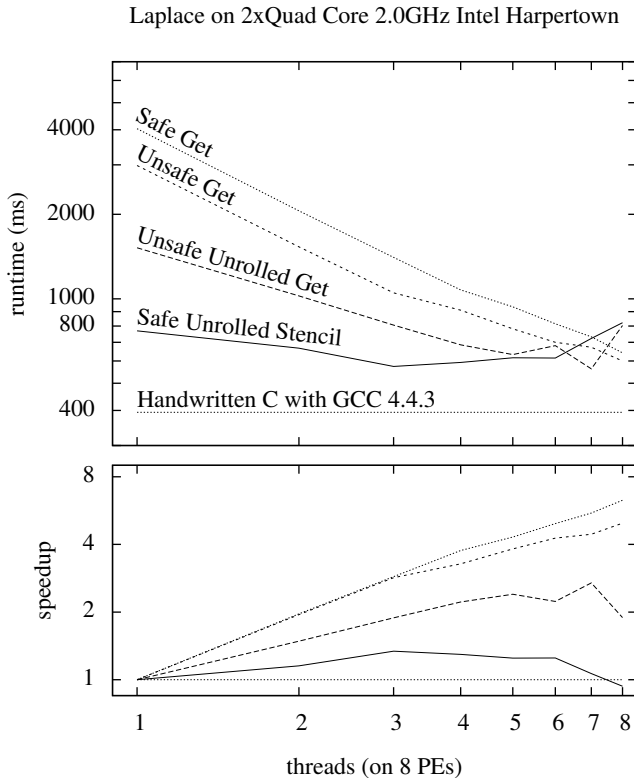 Laplace on 2xQuad Core 2.0GHz Intel Harpertown
4000
2000
1000
800
400
runtime (ms)
Safe Get
Unsafe Get
Unsafe Unrolled Get
Safe Unrolled Stencil
Handwritten C with GCC 4.4.3
8
4
2
1
speedup
1 2 3 4 5 6 7 8
threads (on 8 PEs)